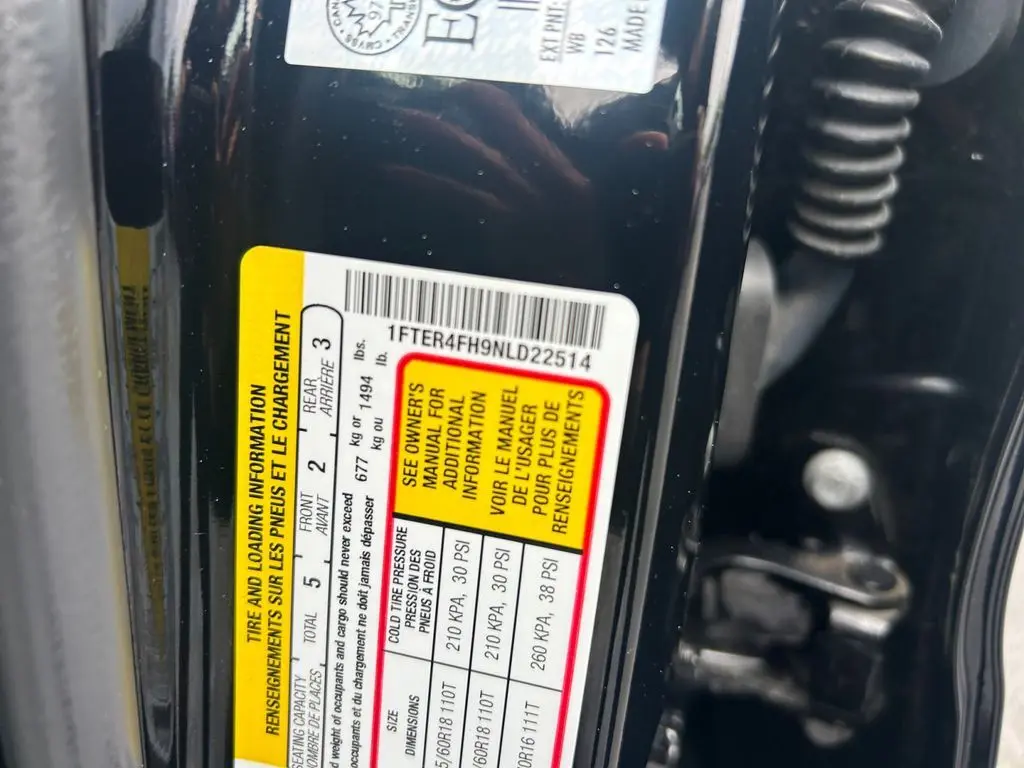 EXT PNT:
WB
126
MADE
TIRE AND LOADING INFORMATION
RENSEIGNEMENTS SUR LES PNEUS ET LE CHARGEMENT
SEATING CAPACITY TOTAL 5 FRONT 2 REAR 3
NOMBRE DE PLACES AVANT ARRIÈRE
weight of occupants and cargo should never exceed 677 kg or 1494 lbs.
occupants et du chargement ne doit jamais dépasser kg ou lb.
1FTER4FH9NLD22514
SIZE
DIMENSIONS
COLD TIRE PRESSURE
PRESSION DES
PNEUS À FROID
5/60R18 110T 210 KPA, 30 PSI
/60R18 110T 210 KPA, 30 PSI
0R16 111T 260 KPA, 38 PSI
SEE OWNER'S
MANUAL FOR
ADDITIONAL
INFORMATION
VOIR LE MANUEL
DE L'USAGER
POUR PLUS DE
RENSEIGNEMENTS